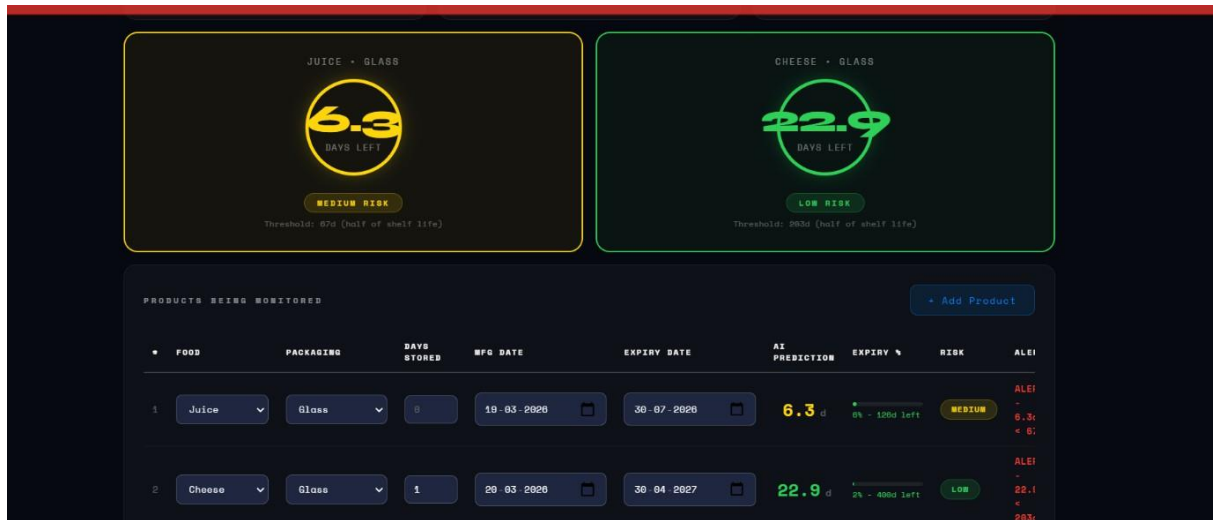 JUICE • GLASS
6.3
DAYS LEFT
MEDIUM RISK
Threshold: 67d (half of shelf life)
CHEESE • GLASS
22.9
DAYS LEFT
LOW RISK
Threshold: 203d (half of shelf life)
PRODUCTS BEING MONITORED
+ Add Product
# FOOD PACKAGING DAYS STORED MFG DATE EXPIRY DATE AI PREDICTION EXPIRY % RISK
1 Juice Glass 0 19-03-2026 30-07-2026 6.3 d MEDIUM
2 Cheese Glass 1 20-03-2026 30-04-2027 22.9 d 2% - 400d left LOW